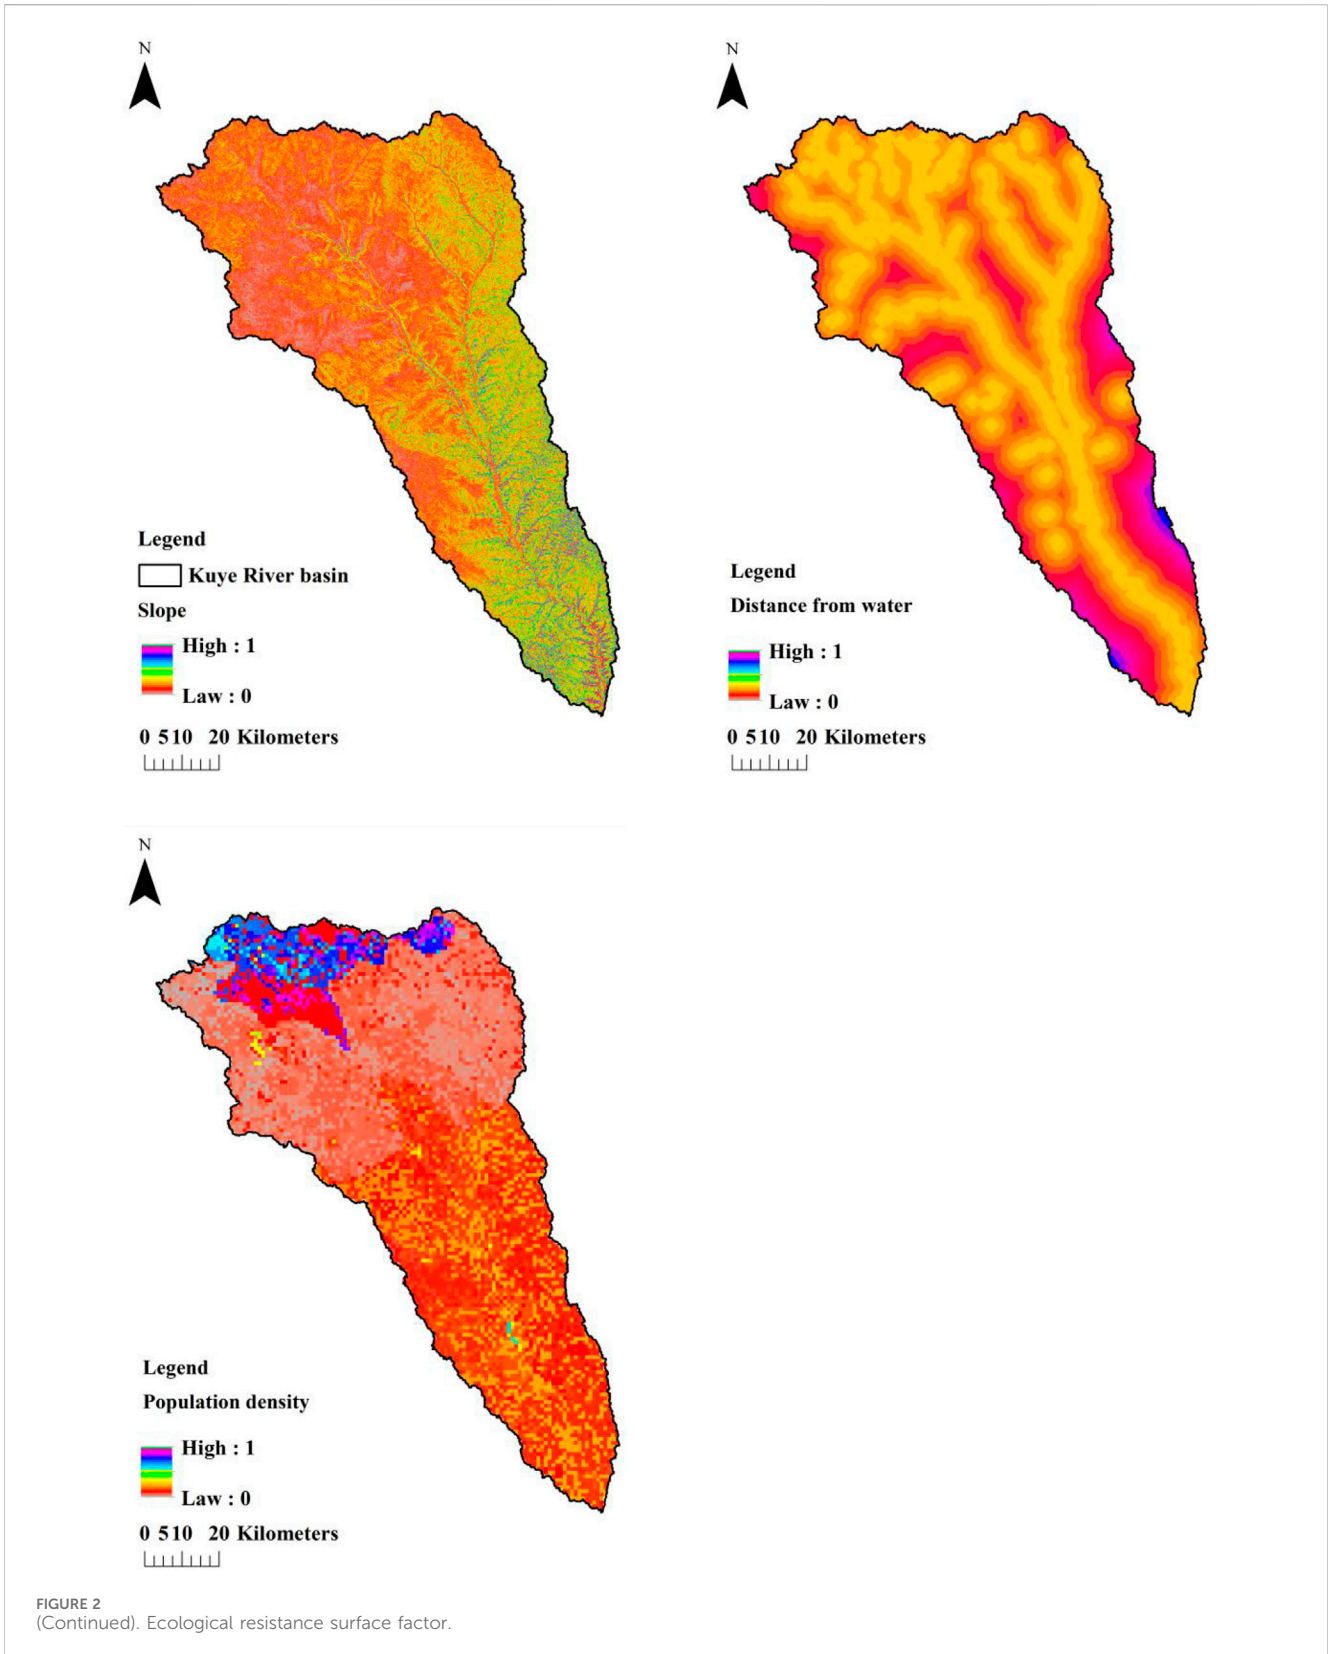 N
N
Legend
Kuye River basin
Slope
High : 1
Law : 0
0 510 20 Kilometers
Legend
Distance from water
High : 1
Law : 0
0 510 20 Kilometers
N
Legend
Population density
High : 1
Law : 0
0 510 20 Kilometers
FIGURE 2
(Continued). Ecological resistance surface factor.